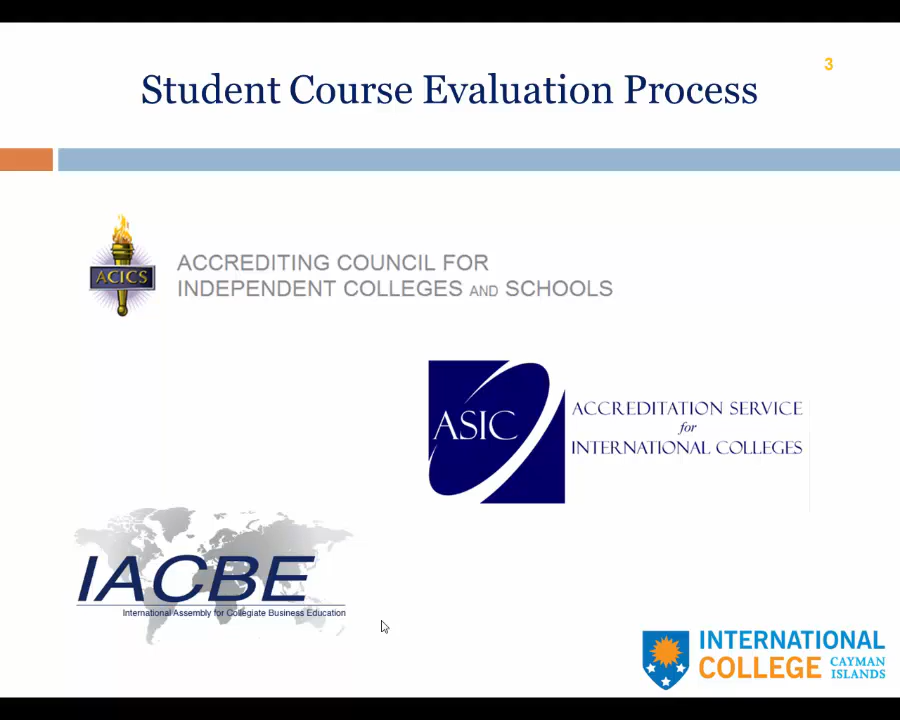 3
Student Course Evaluation Process
ACICS
ACCREDITING COUNCIL FOR
INDEPENDENT COLLEGES AND SCHOOLS
ASIC
ACCREDITATION SERVICE
for
INTERNATIONAL COLLEGES
IACBE
International Assembly for Collegiate Business Education
INTERNATIONAL
COLLEGE CAYMAN
ISLANDS